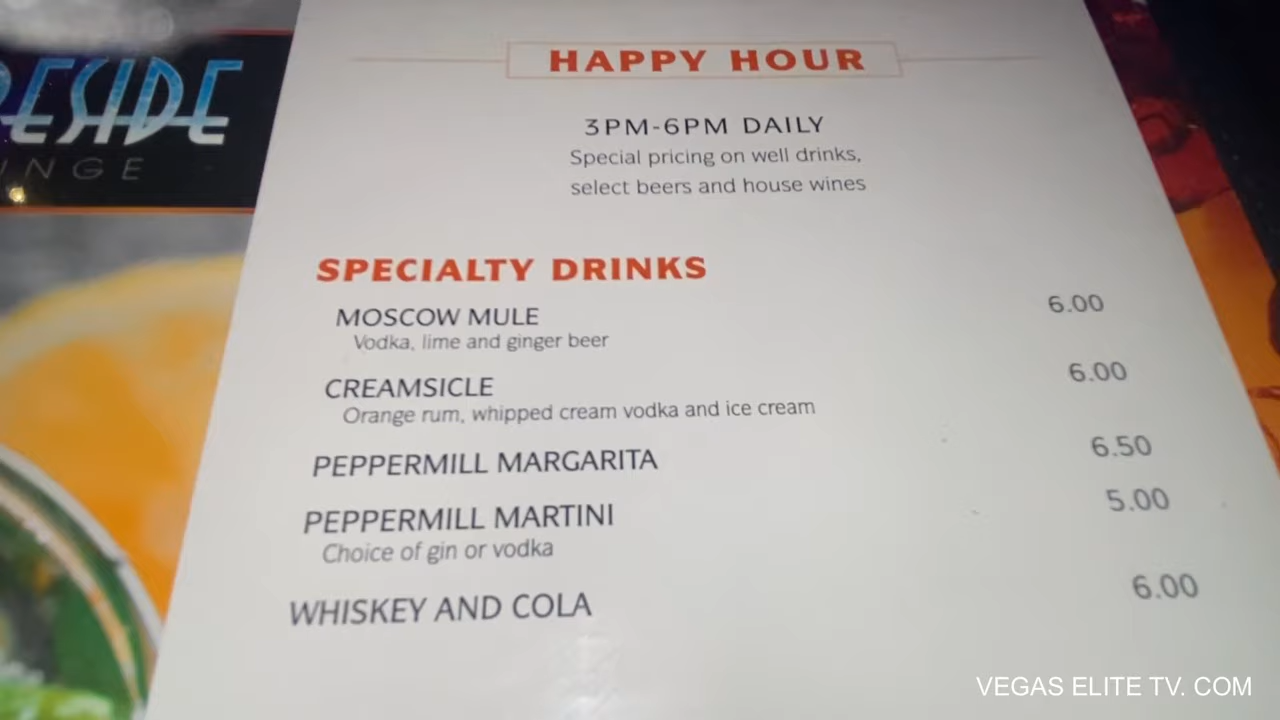 ESIDE
NGE
HAPPY HOUR
3PM-6PM DAILY
Special pricing on well drinks,
select beers and house wines
SPECIALTY DRINKS
MOSCOW MULE 6.00
Vodka, lime and ginger beer
CREAMSICLE 6.00
Orange rum, whipped cream vodka and ice cream
PEPPERMILL MARGARITA 6.50
PEPPERMILL MARTINI 5.00
Choice of gin or vodka
WHISKEY AND COLA 6.00
VEGAS ELITE TV. COM